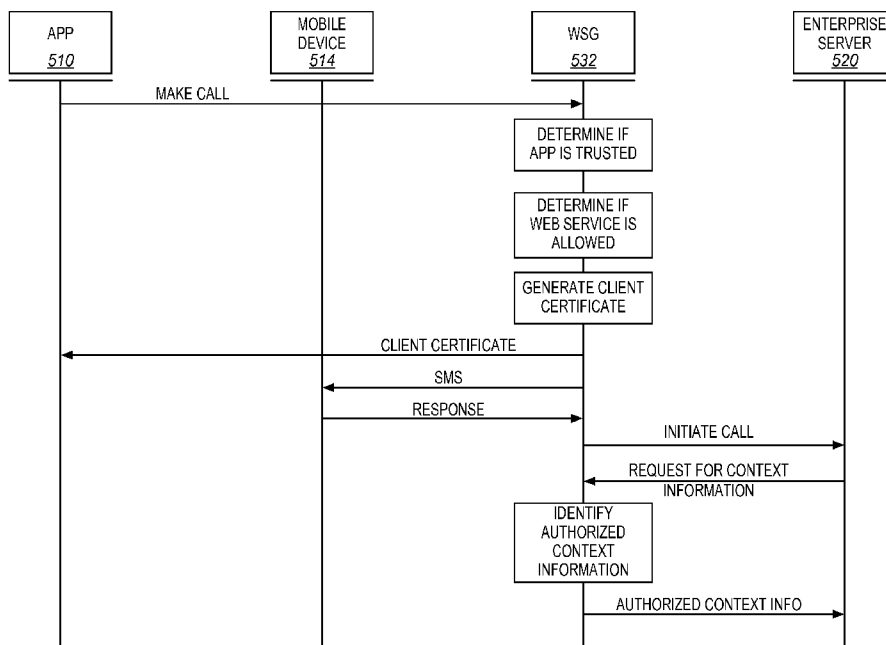 APP
510
MOBILE
DEVICE
514
WSG
532
ENTERPRISE
SERVER
520
MAKE CALL
DETERMINE IF
APP IS TRUSTED
DETERMINE IF
WEB SERVICE IS
ALLOWED
GENERATE CLIENT
CERTIFICATE
CLIENT CERTIFICATE
SMS
RESPONSE
INITIATE CALL
REQUEST FOR CONTEXT
INFORMATION
IDENTIFY
AUTHORIZED
CONTEXT
INFORMATION
AUTHORIZED CONTEXT INFO